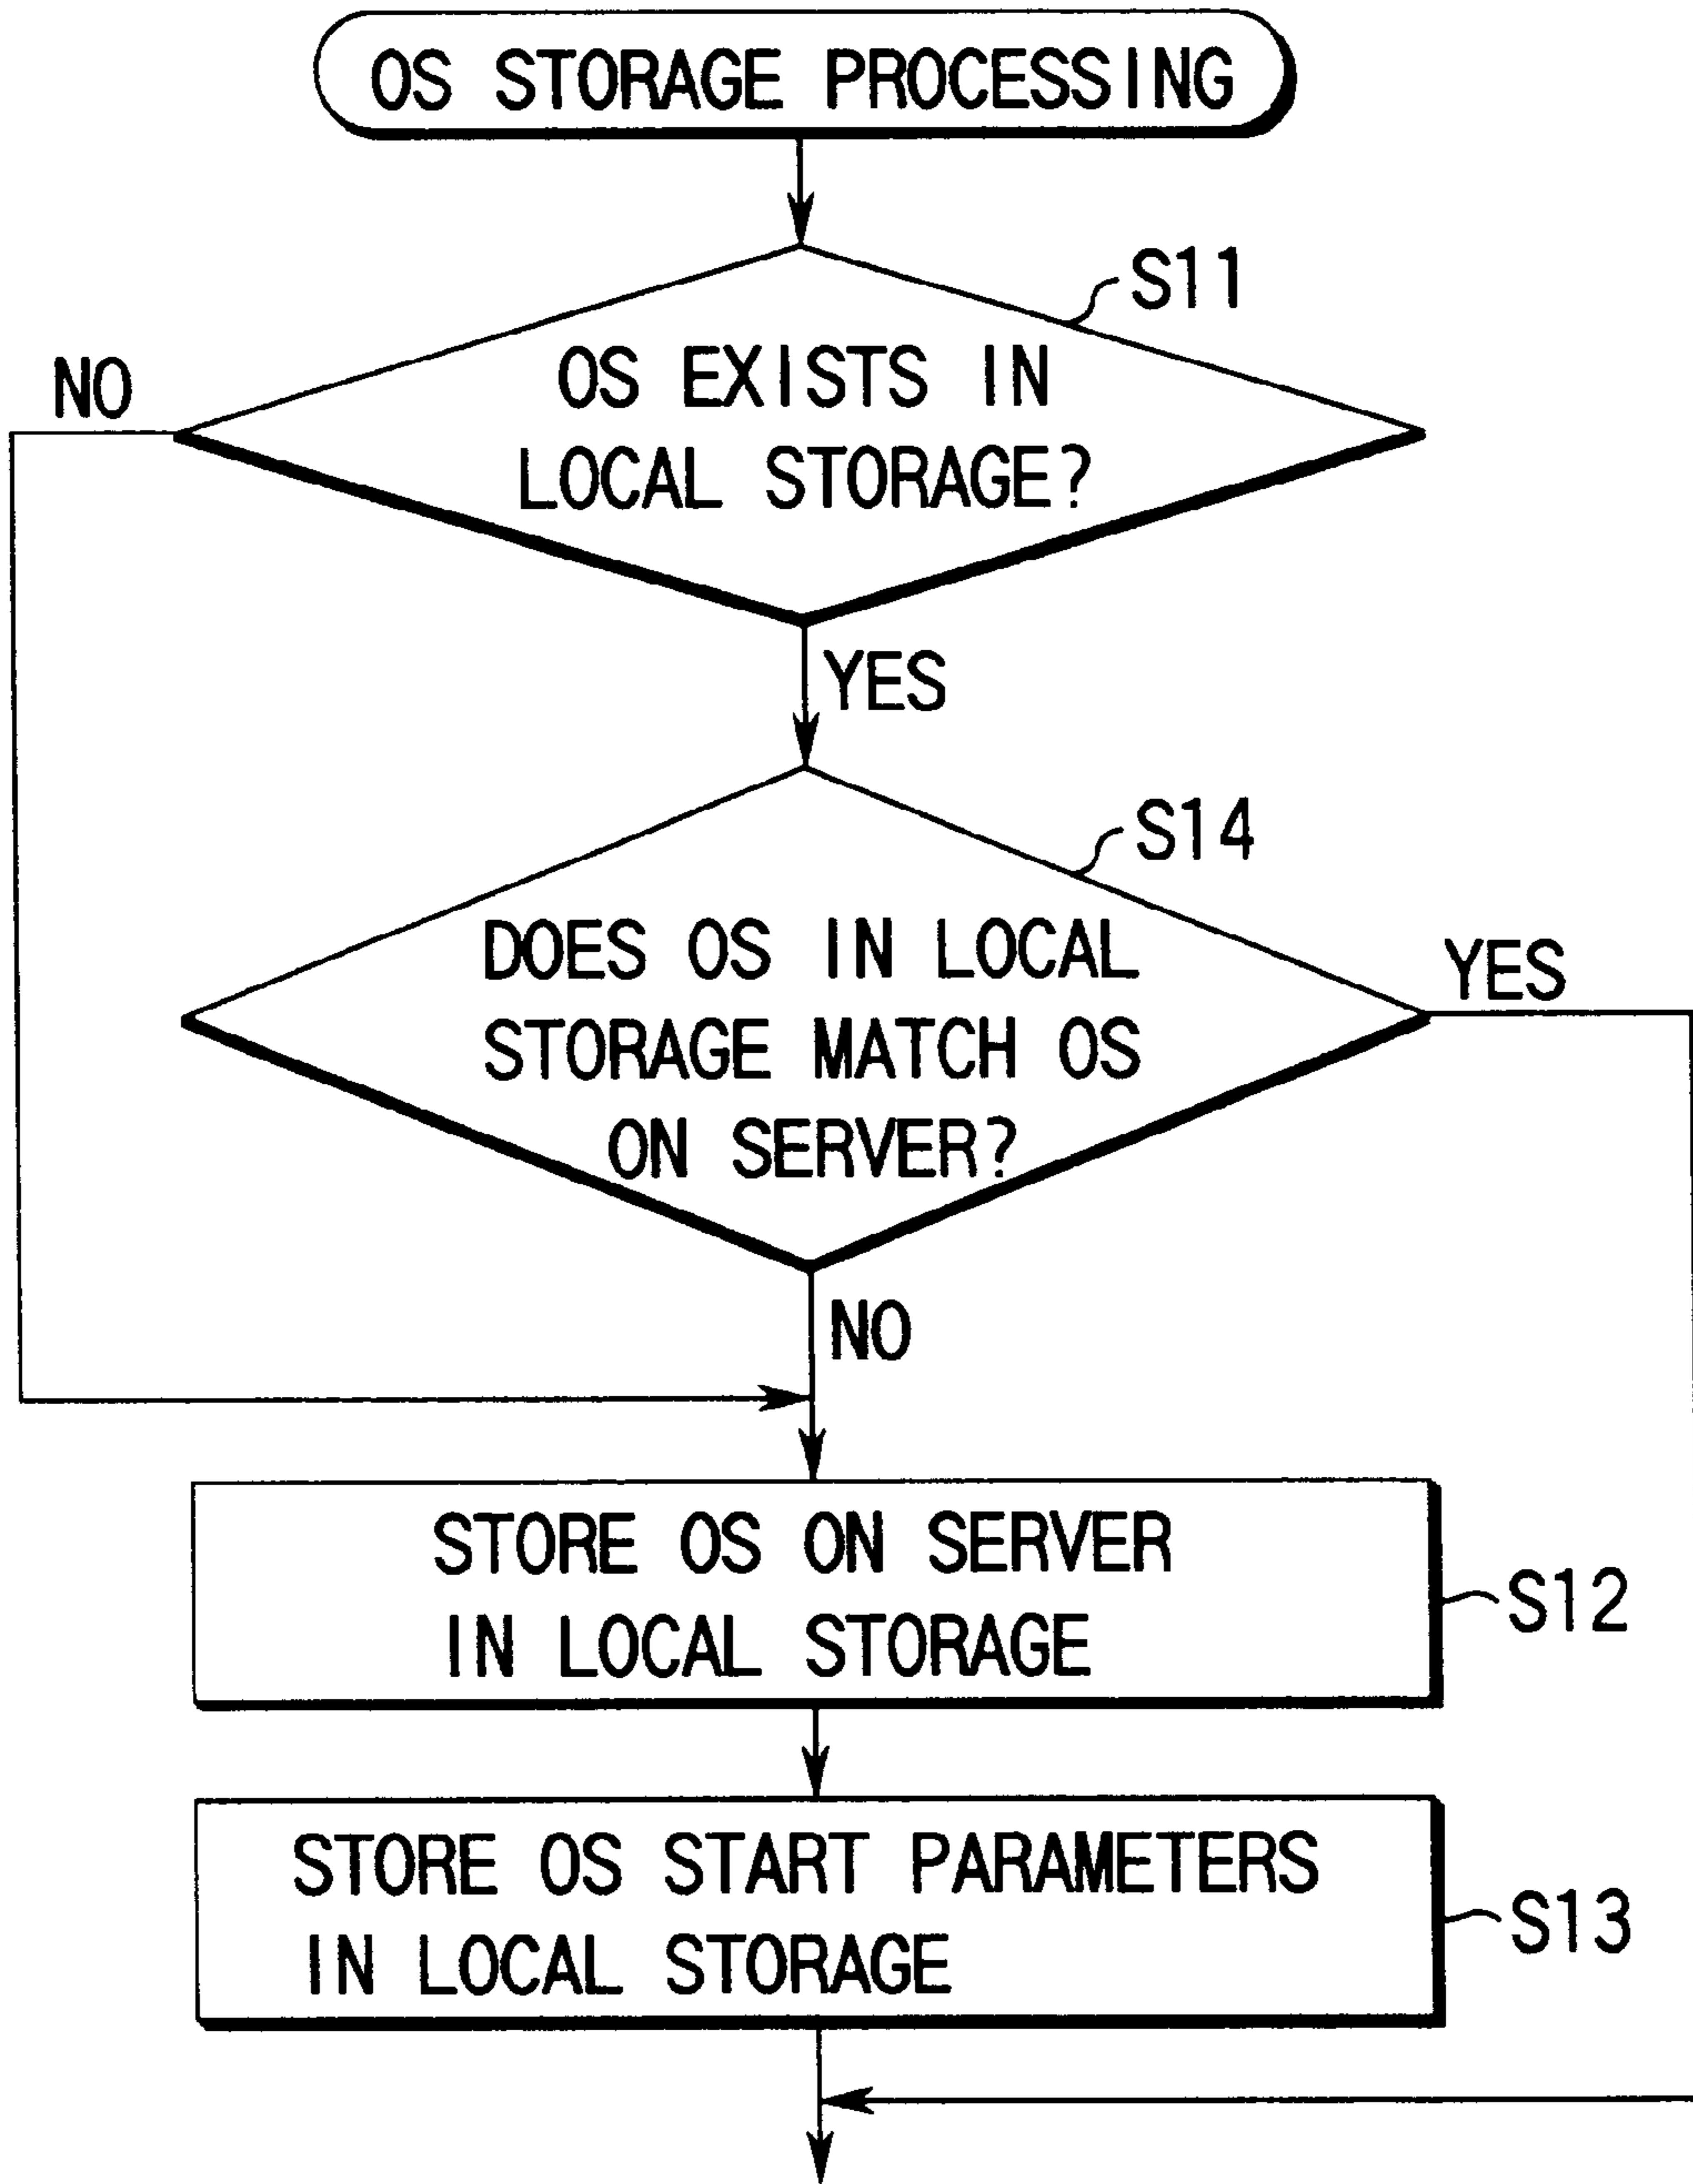 OS STORAGE PROCESSING
S11
NO
OS EXISTS IN
LOCAL STORAGE?
YES
S14
DOES OS IN LOCAL
STORAGE MATCH OS
ON SERVER?
YES
NO
STORE OS ON SERVER
IN LOCAL STORAGE
S12
STORE OS START PARAMETERS
IN LOCAL STORAGE
S13